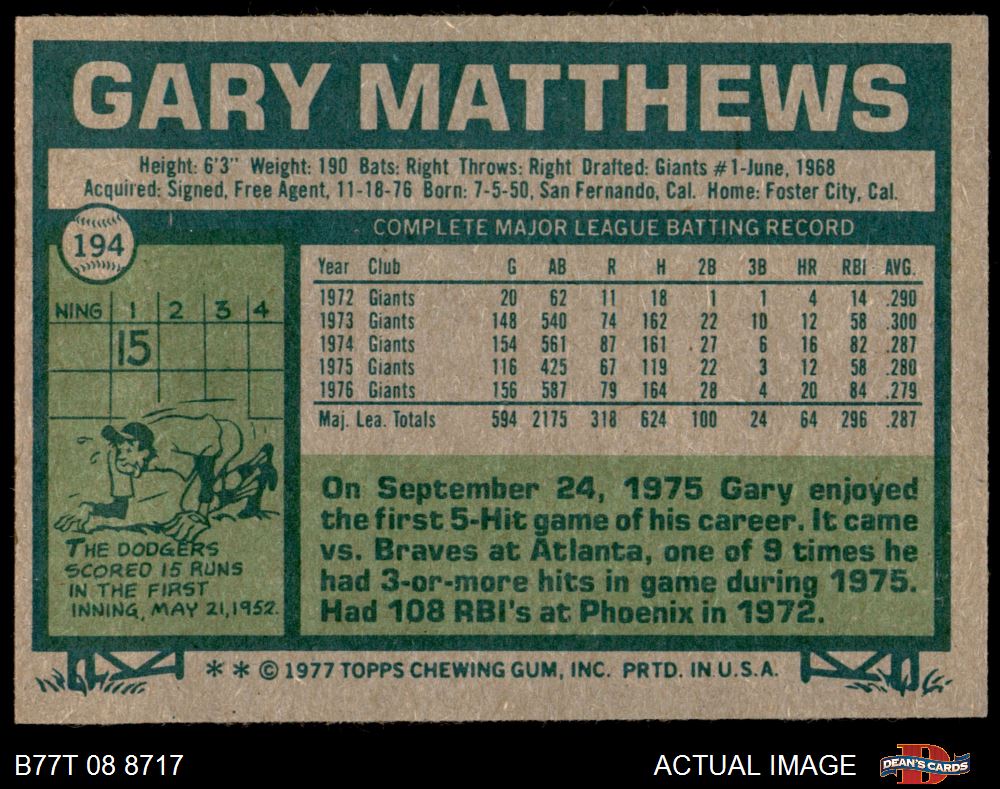 GARY MATTHEWS
Height: 6'3" Weight: 190 Bats: Right Throws: Right Drafted: Giants #1-June, 1968
Acquired: Signed, Free Agent, 11-18-76 Born: 7-5-50, San Fernando, Cal. Home: Foster City, Cal.
194
COMPLETE MAJOR LEAGUE BATTING RECORD
Year Club G AB R H 2B 3B HR RBI AVG.
1972 Giants 20 62 11 18 1 1 4 14 .290
1973 Giants 148 540 74 162 22 10 12 58 .300
1974 Giants 154 561 87 161 27 6 16 82 .287
1975 Giants 116 425 67 119 22 3 12 58 .280
1976 Giants 156 587 79 164 28 4 20 84 .279
Maj. Lea. Totals 594 2175 318 624 100 24 64 296 .287
NING 1 2 3 4
15
THE DODGERS
SCORED 15 RUNS
IN THE FIRST
INNING, MAY 21, 1952.
On September 24, 1975 Gary enjoyed
the first 5-Hit game of his career. It came
vs. Braves at Atlanta, one of 9 times he
had 3-or-more hits in game during 1975.
Had 108 RBI's at Phoenix in 1972.
* * © 1977 TOPPS CHEWING GUM, INC. PRTD. IN U.S.A.
B77T 08 8717
ACTUAL IMAGE
D
DEAN'S CARDS